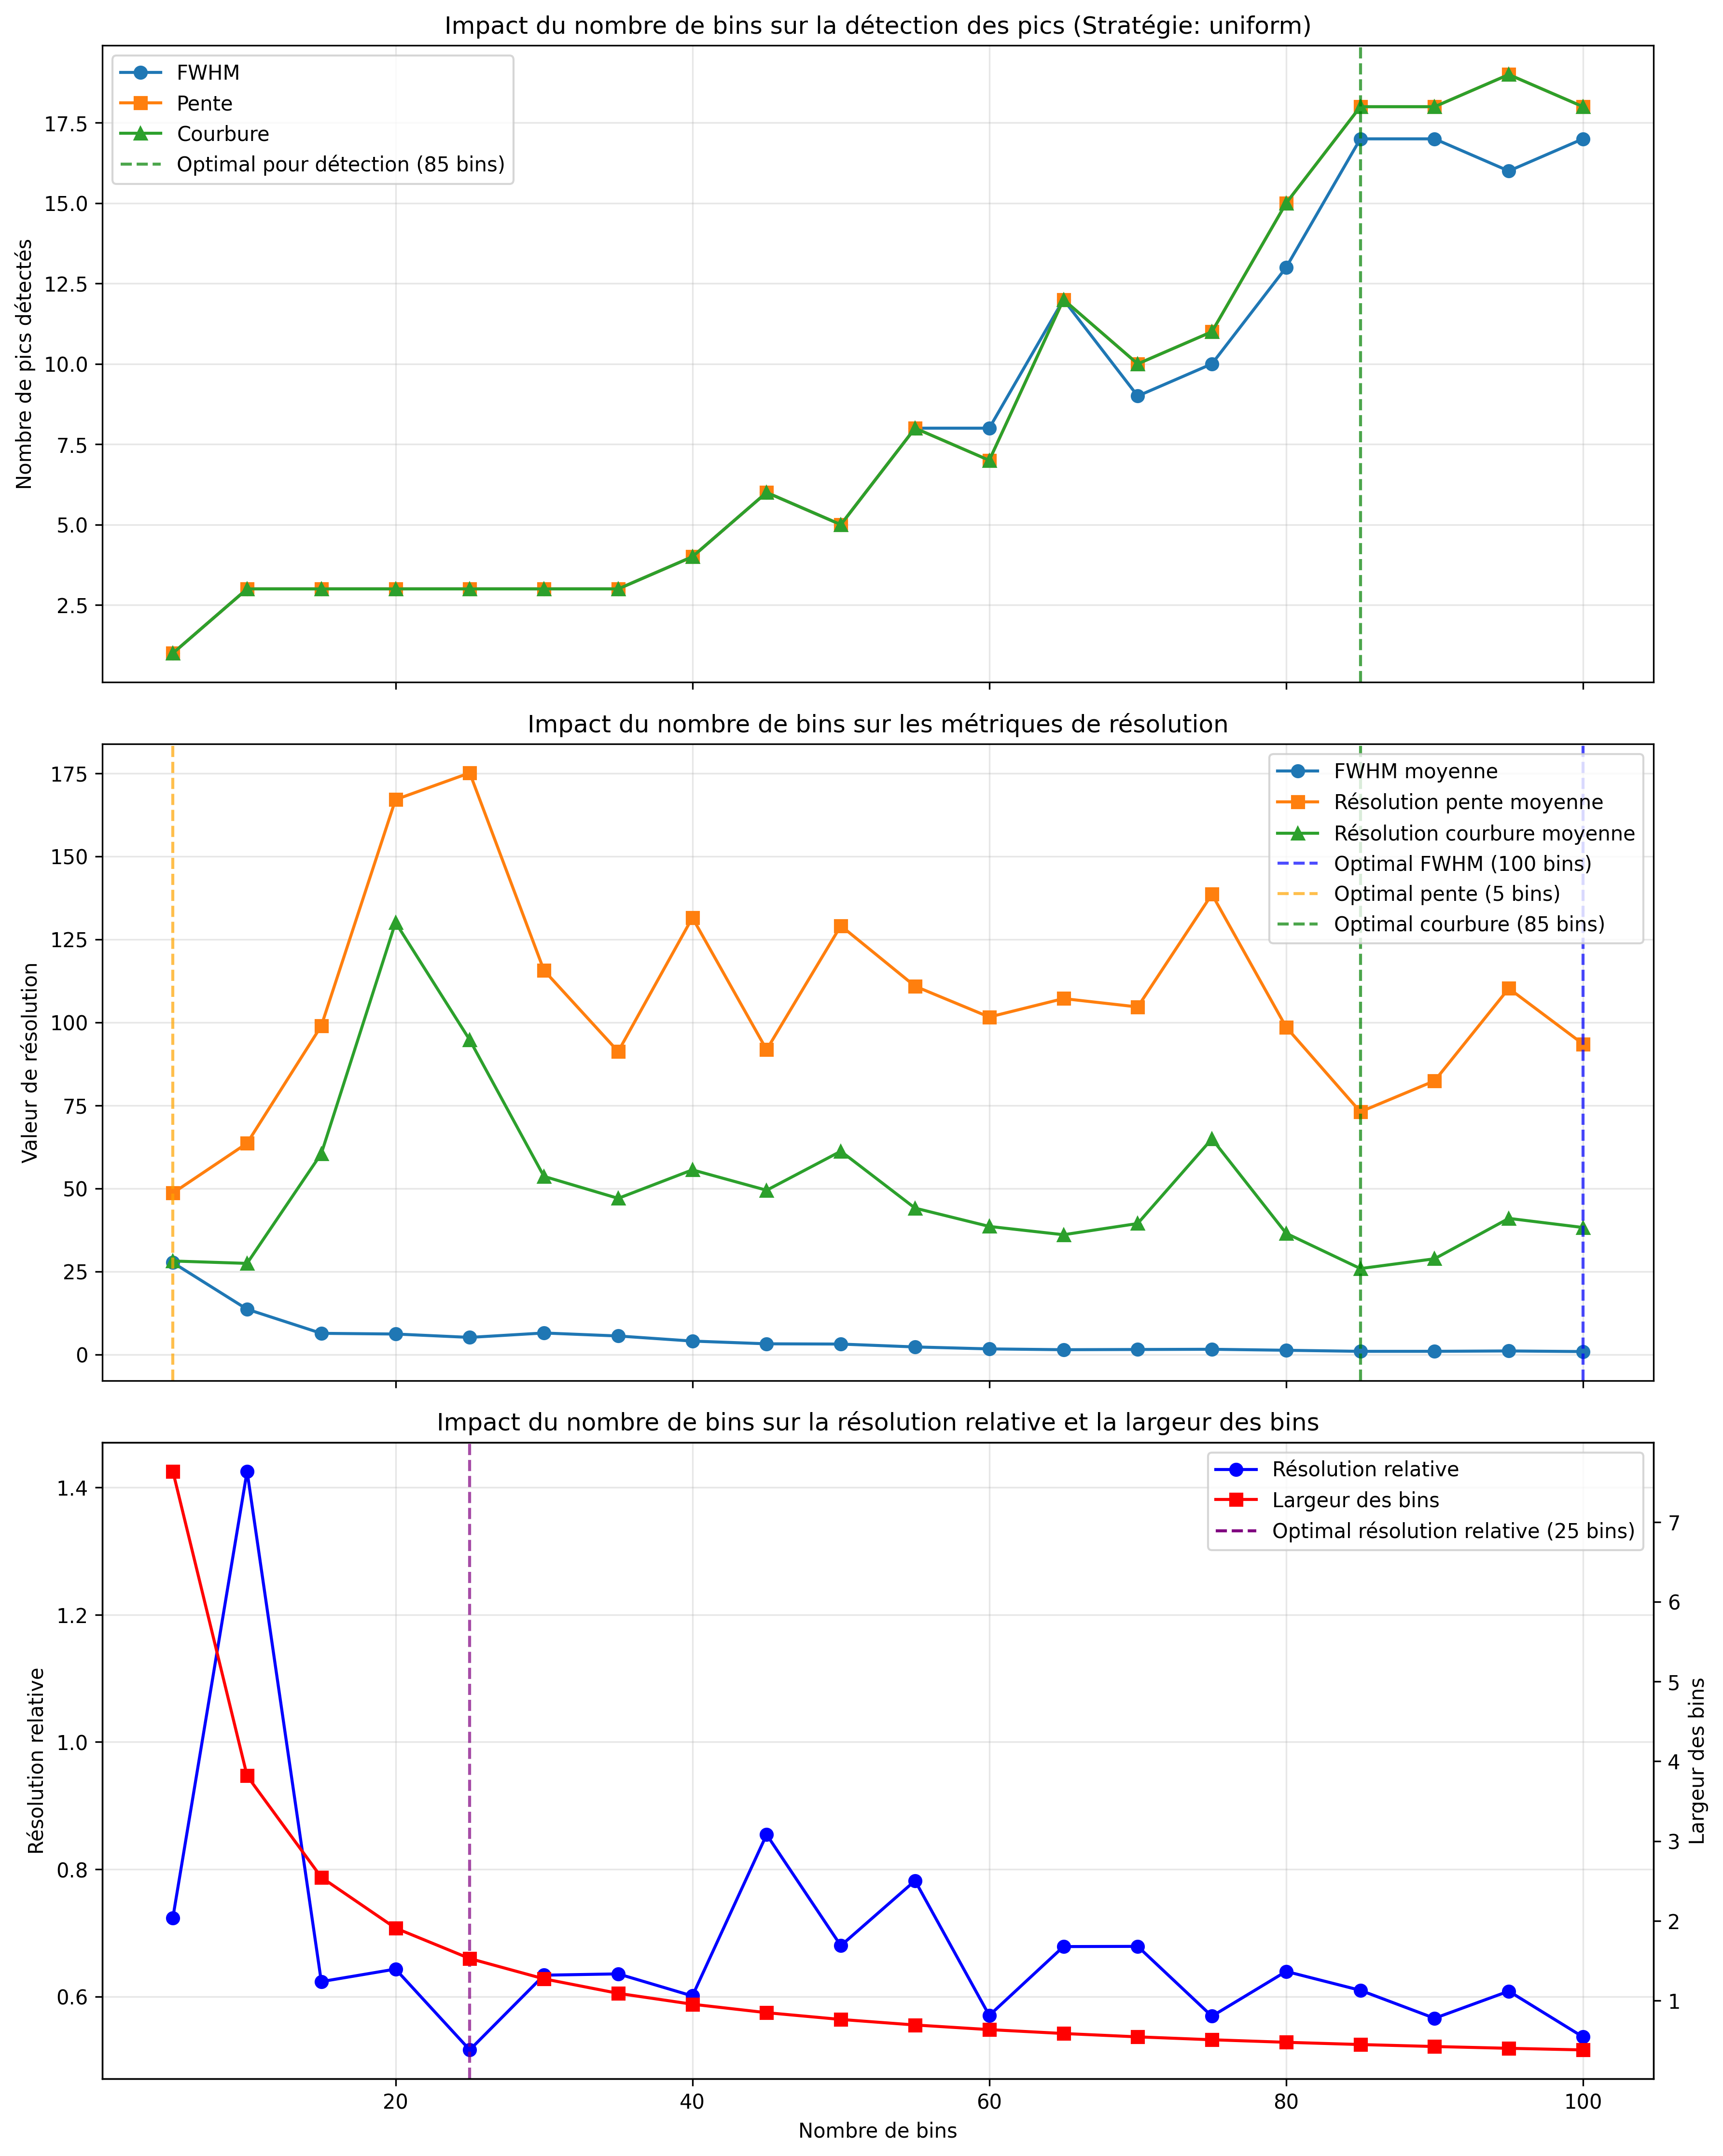 Impact du nombre de bins sur la détection des pics (Stratégie: uniform)
FWHM
Pente
Courbure
Optimal pour détection (85 bins)
Nombre de pics détectés
17.5
15.0
12.5
10.0
7.5
5.0
2.5
Impact du nombre de bins sur les métriques de résolution
FWHM moyenne
Résolution pente moyenne
Résolution courbure moyenne
Optimal FWHM (100 bins)
Optimal pente (5 bins)
Optimal courbure (85 bins)
Valeur de résolution
175
150
125
100
75
50
25
0
Impact du nombre de bins sur la résolution relative et la largeur des bins
Résolution relative
Largeur des bins
Optimal résolution relative (25 bins)
Résolution relative
1.4
1.2
1.0
0.8
0.6
Largeur des bins
7
6
5
4
3
2
1
20 40 60 80 100
Nombre de bins